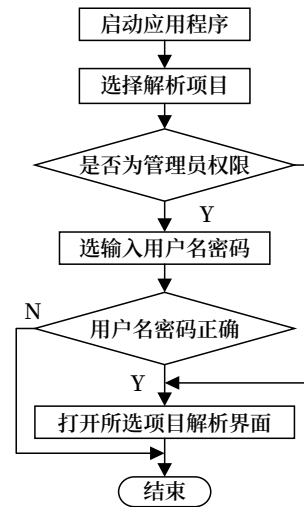 启动应用程序
选择解析项目
是否为管理员权限
Y
选输入用户名密码
N
用户名密码正确
Y
打开所选项目解析界面
结束